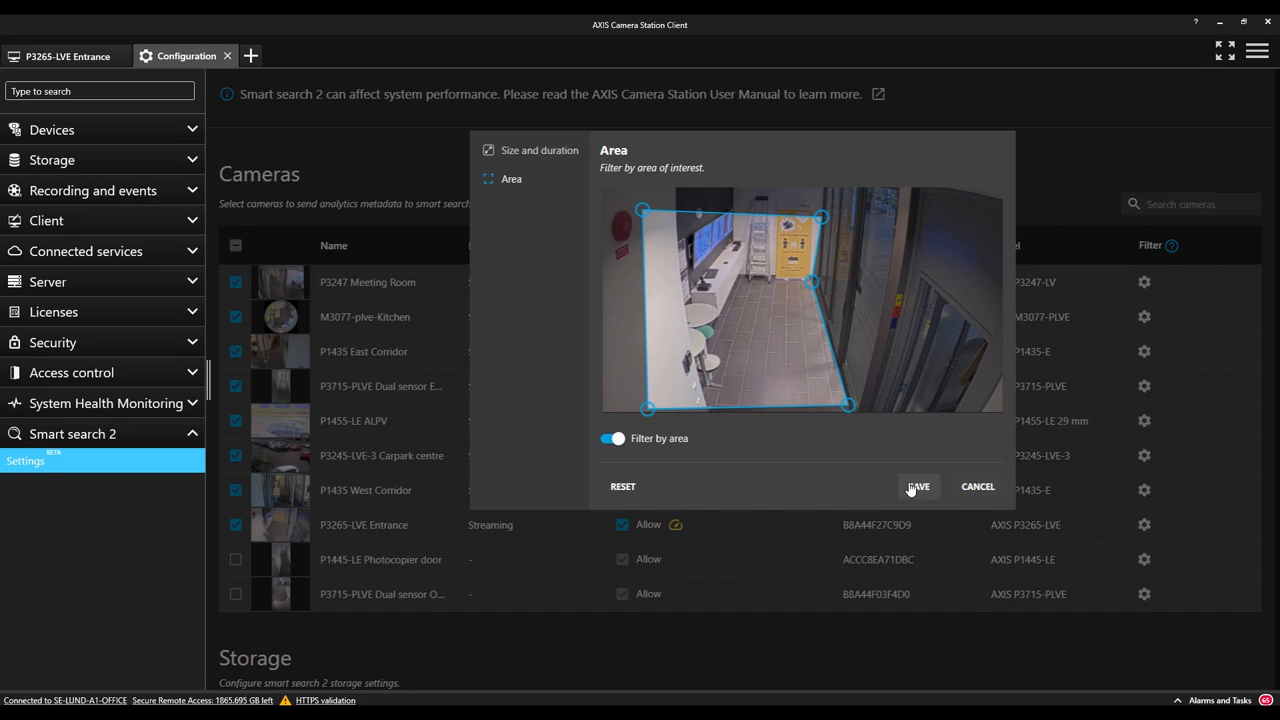 AXIS Camera Station Client
?
P3265-LVE Entrance
Configuration
Type to search
Devices
Storage
Recording and events
Client
Connected services
Server
Licenses
Security
Access control
System Health Monitoring
Smart search 2
Settings BETA
Smart search 2 can affect system performance. Please read the AXIS Camera Station User Manual to learn more.
Cameras
Select cameras to send analytics metadata to smart search
Search cameras
Name
Filter ?
P3247 Meeting Room
P3247-LV
M3077-plve-Kitchen
M3077-PLVE
P1435 East Corridor
P1435-E
P3715-PLVE Dual sensor E...
P3715-PLVE
P1455-LE ALPV
P1455-LE 29 mm
P3245-LVE-3 Carpark centre
P3245-LVE-3
P1435 West Corridor
P1435-E
P3265-LVE Entrance Streaming Allow B8A44F27C9D9 AXIS P3265-LVE
P1445-LE Photocopier door - Allow ACCC8EA71DBC AXIS P1445-LE
P3715-PLVE Dual sensor O... - Allow B8A44F03F4D0 AXIS P3715-PLVE
Size and duration
Area
Area
Filter by area of interest.
Filter by area
RESET
SAVE
CANCEL
Storage
Configure smart search 2 storage settings.
Connected to SE-LUND-A1-OFFICE Secure Remote Access: 1865.695 GB left HTTPS validation
Alarms and Tasks 65